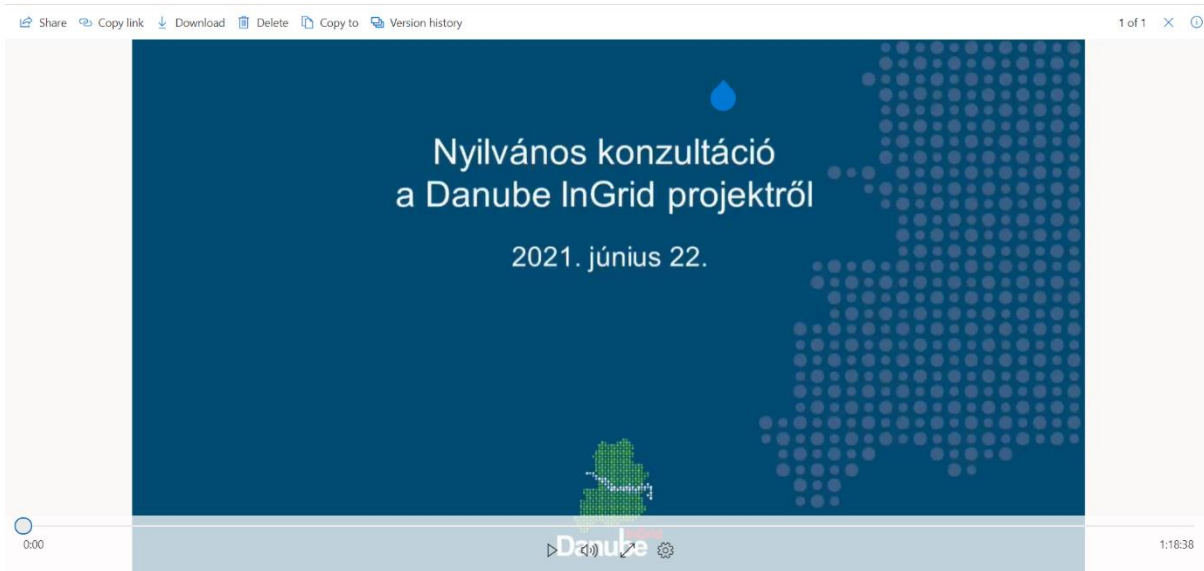 Share Copy link Download Delete Copy to Version history 1 of 1
Nyilvános konzultáció
a Danube InGrid projektről
2021. június 22.
Danube
0:00 1:18:38